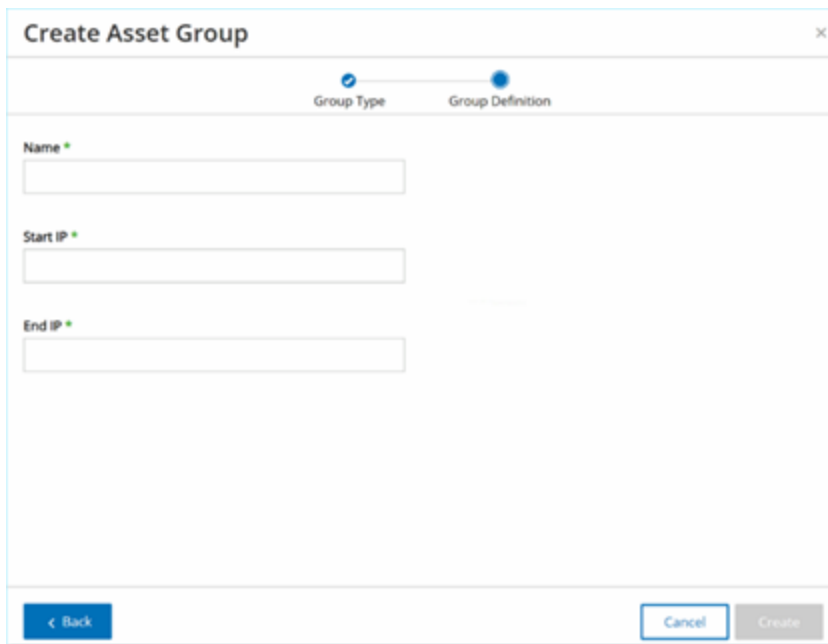 Create Asset Group
×
Group Type Group Definition
Name *
Start IP *
End IP *
< Back Cancel Create